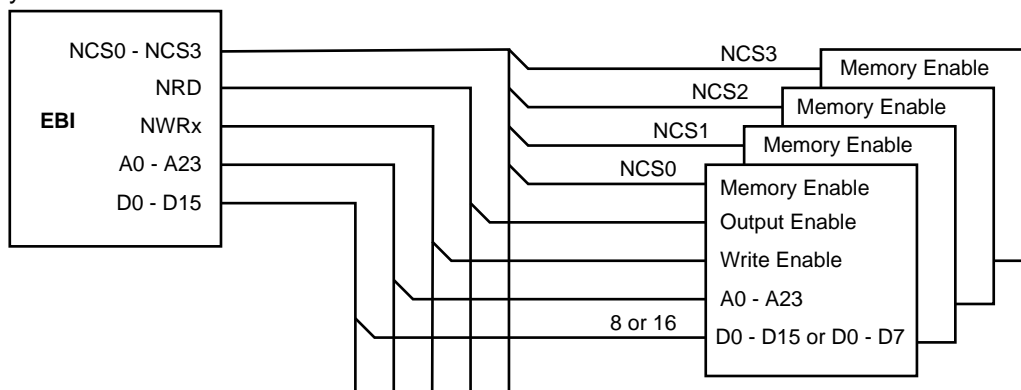 NCS0 - NCS3
NRD
EBI
NWRx
A0 - A23
D0 - D15
NCS3
Memory Enable
NCS2
Memory Enable
NCS1
Memory Enable
NCS0
Memory Enable
Output Enable
Write Enable
A0 - A23
8 or 16
D0 - D15 or D0 - D7